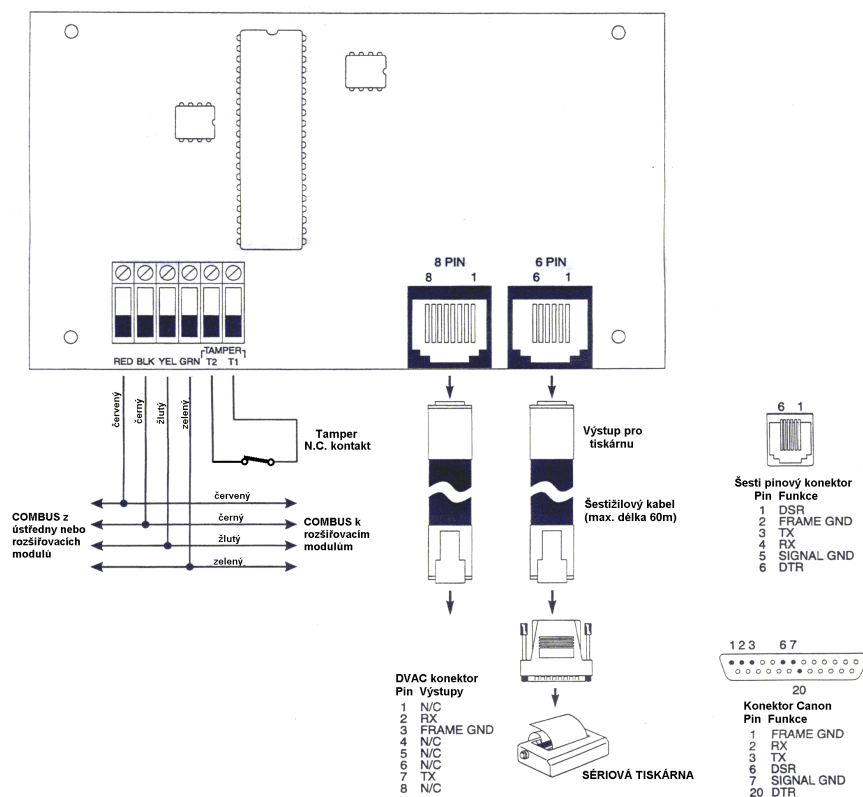 8 PIN
8 1
6 PIN
6 1
TAMPER
RED BLK YEL GRN T2 T1
červený
černý
žlutý
zelený
Tamper
N.C. kontakt
COMBUS z
ústředny nebo
rozšiřovacích
modulů
červený
černý
žlutý
zelený
COMBUS k
rozšiřovacím
modulům
Výstup pro
tiskárnu
Šestižilový kabel
(max. délka 60m)
6 1
Šesti pinový konektor
Pin Funkce
1 DSR
2 FRAME GND
3 TX
4 RX
5 SIGNAL GND
6 DTR
DVAC konektor
Pin Výstupy
1 N/C
2 RX
3 FRAME GND
4 N/C
5 N/C
6 N/C
7 TX
8 N/C
SÉRIOVÁ TISKÁRNA
1 2 3 6 7
20
Konektor Canon
Pin Funkce
1 FRAME GND
2 RX
3 TX
6 DSR
7 SIGNAL GND
20 DTR